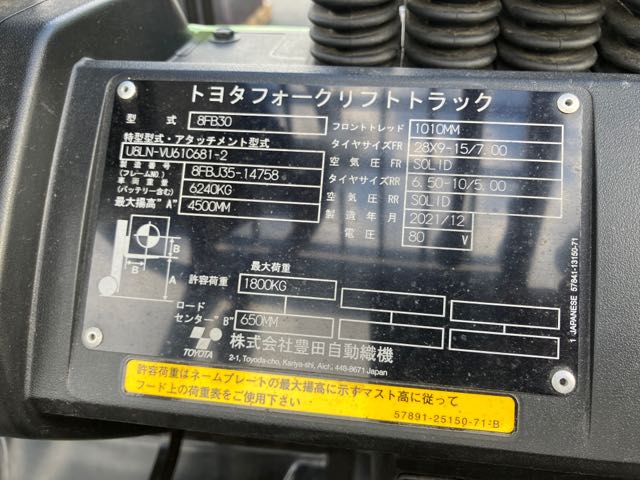 トヨタフォークリフトトラック
型式 8FB30
特型型式・アタッチメント型式
U8LN-VU61C681-2
製造番号(フレームNO.) 8FBJ35-14758
車両重量(バッテリー含む) 6240KG
最大揚高"A" 4500MM
フロントトレッド 1010MM
タイヤサイズFR 28X9-15/7.00
空気圧FR SOLID
タイヤサイズRR 6.50-10/5.00
空気圧RR SOLID
製造年月 2021/12
電圧 80 V
B
B
A
最大荷重
許容荷重 1800KG
ロードセンター"B" 650MM
TOYOTA
株式会社豊田自動織機
2-1, Toyoda-cho, Kariya-shi, Aichi, 448-8671 Japan
1 JAPANESE 57841-13150-71
許容荷重はネームプレートの最大揚高に示すマスト高に従って
フード上の荷重表をご使用下さい
57891-25150-71-B